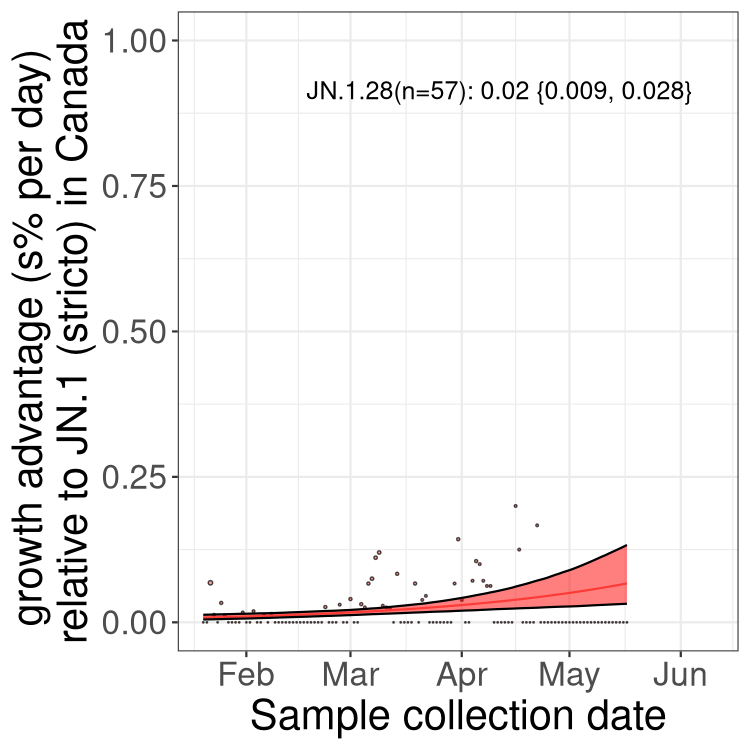 growth advantage (s% per day)
relative to JN.1 (stricto) in Canada
1.00
0.75
0.50
0.25
0.00
JN.1.28(n=57): 0.02 {0.009, 0.028}
Feb Mar Apr May Jun
Sample collection date